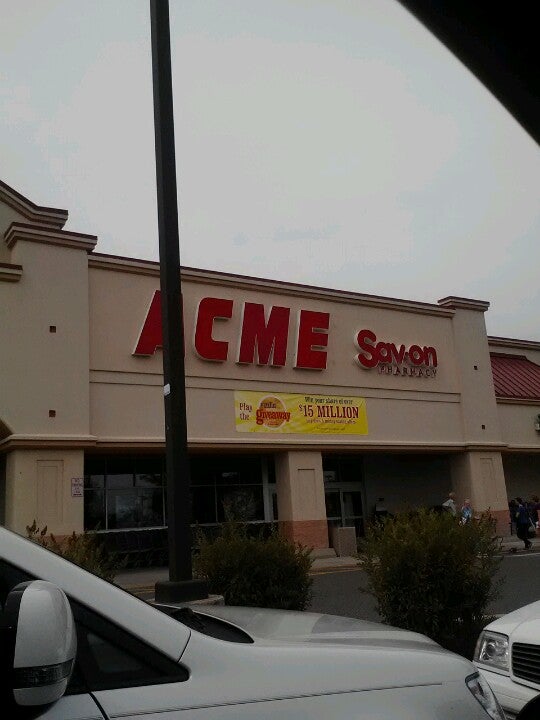 ACME
Sav-on
PHARMACY
Play the
giveaway
Win your share of over
$15 MILLION